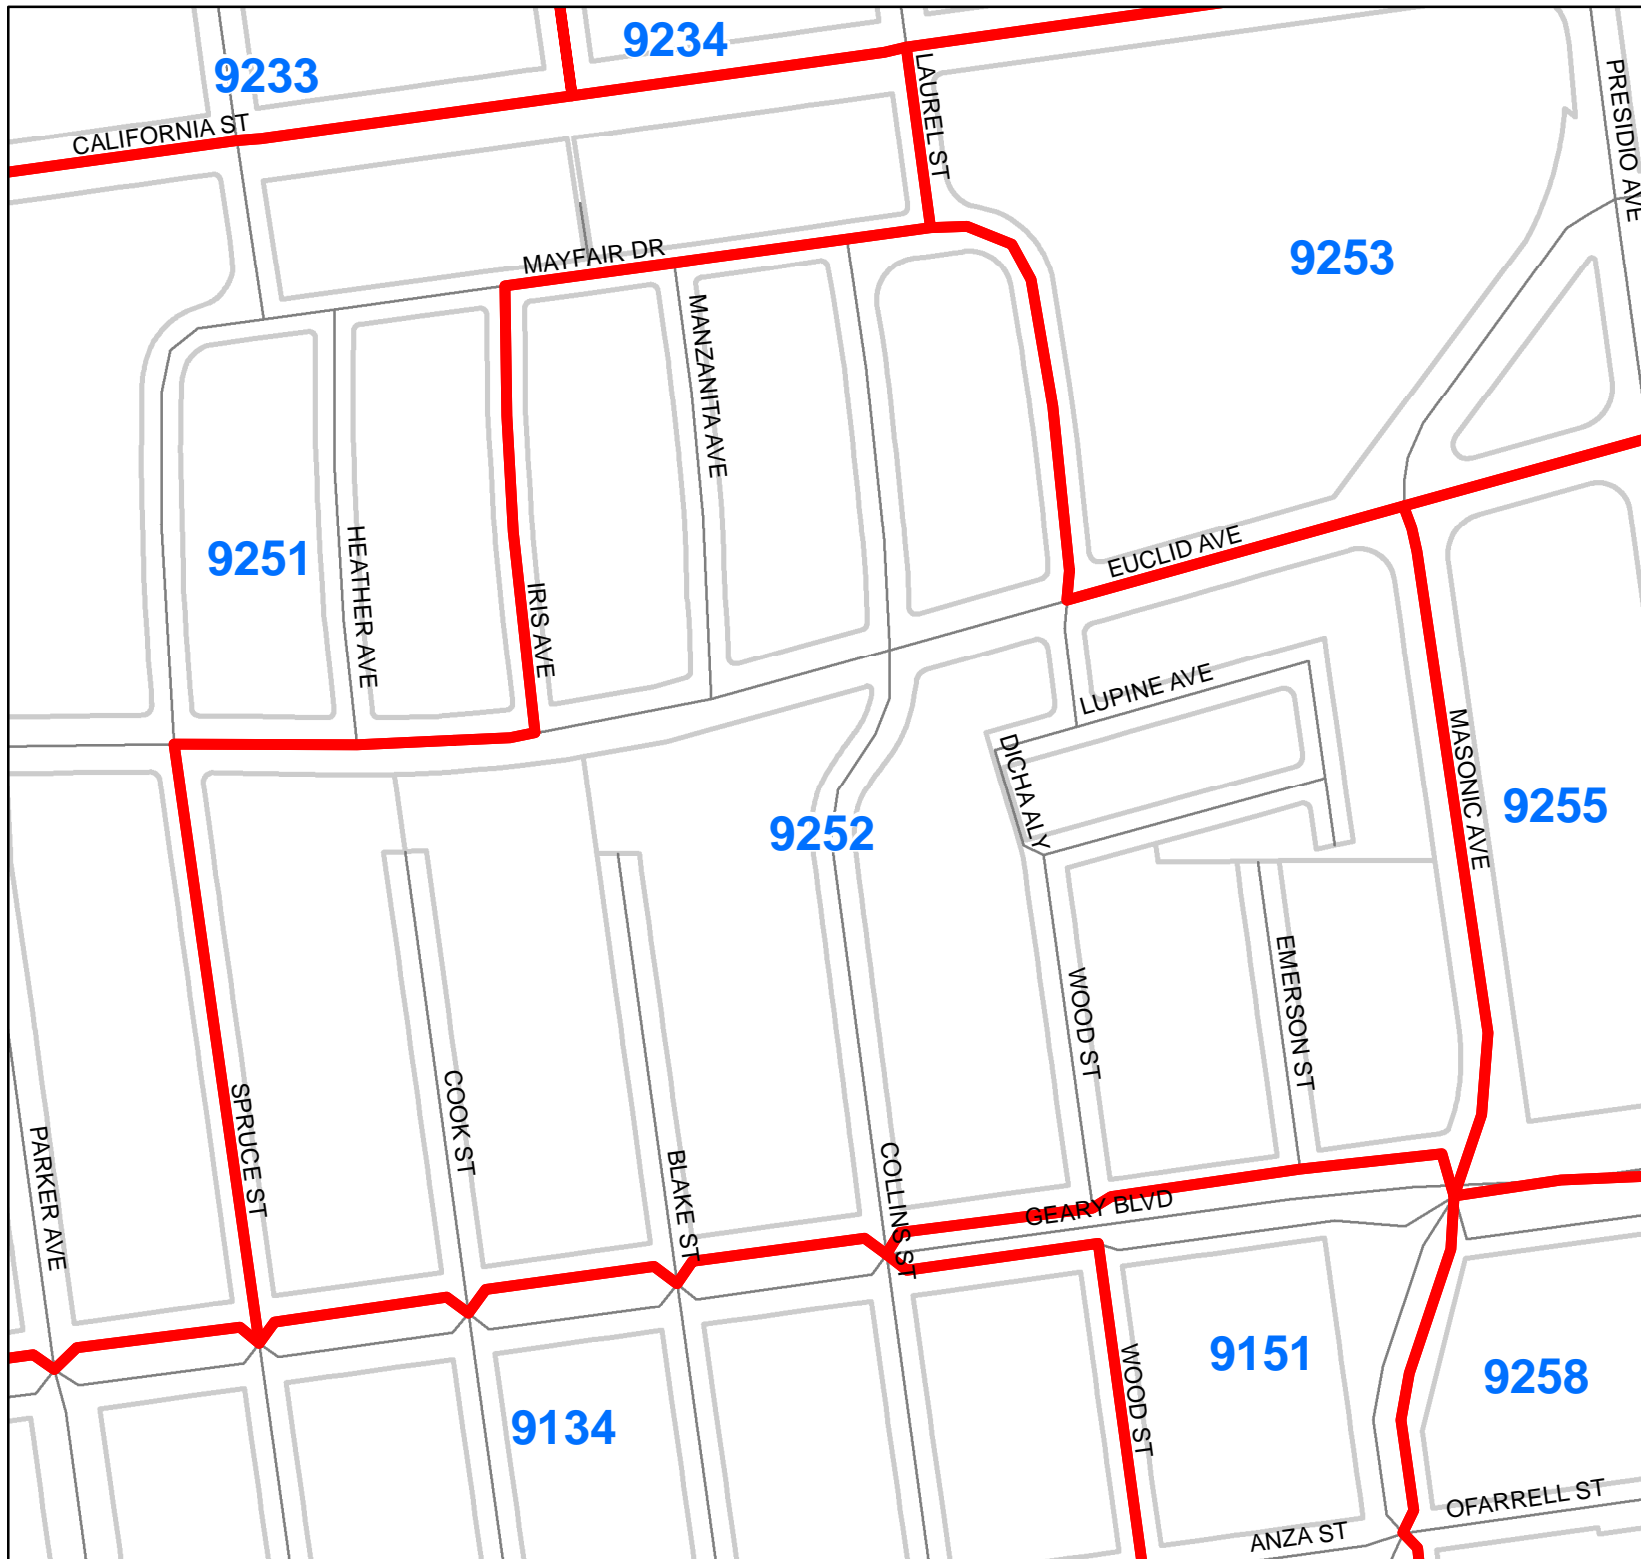 9234
9233
CALIFORNIA ST
LAUREL ST
PRESIDIO AVE
MAYFAIR DR
9253
MANZANITA AVE
9251
HEATHER AVE
IRIS AVE
EUCLID AVE
LUPINE AVE
DICHA ALY
MASONIC AVE
9252
9255
WOOD ST
EMERSON ST
COOK ST
SPRUCE ST
PARKER AVE
BLAKE ST
COLLINS ST
GEARY BLVD
9151
WOOD ST
9258
9134
OFARRELL ST
ANZA ST